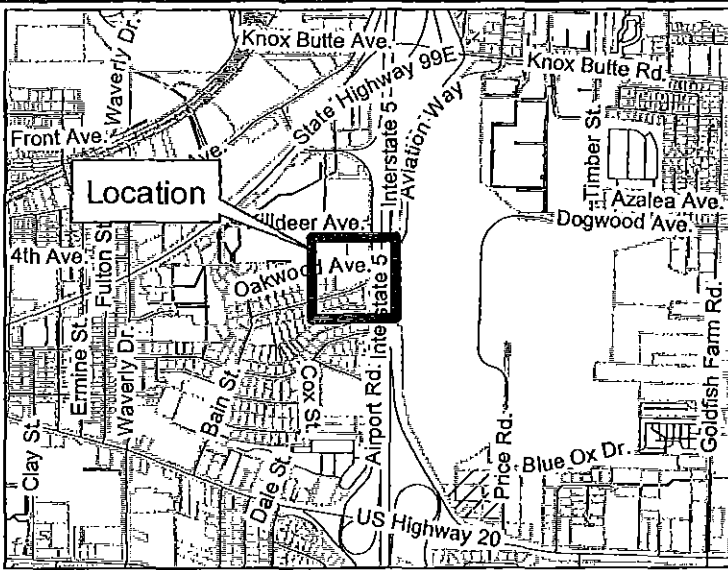 Knox Butte Ave.
Waverly Dr.
State Highway 99E
Interstate 5
Aviation Way
Knox Butte Rd.
Front Ave.
Ave.
Timber St.
Location
Azalea Ave.
Dogwood Ave.
4th Ave.
Fulton St.
Oakwood Ave.
Interstate 5
Ermine St.
Waverly Dr.
Goldfish Farm Rd.
Bain St.
Cox St.
Airport Rd.
Clay St.
Dale St.
Price Rd.
Blue Ox Dr.
US Highway 20